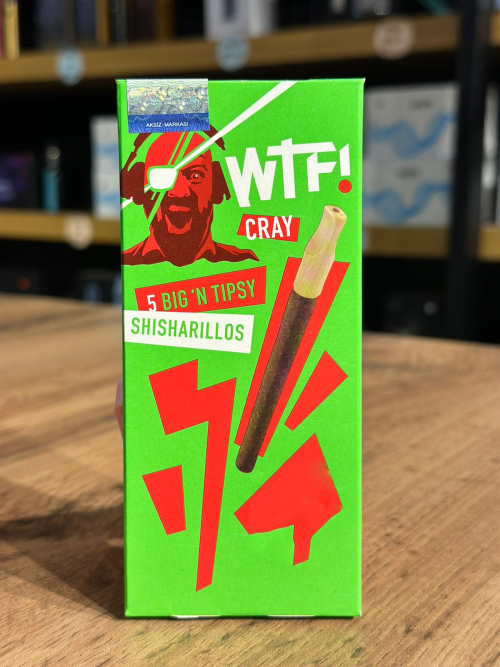 AKSİZ MARKASI
WTF!
CRAY
5 BIG 'N TIPSY
SHISHARILLOS